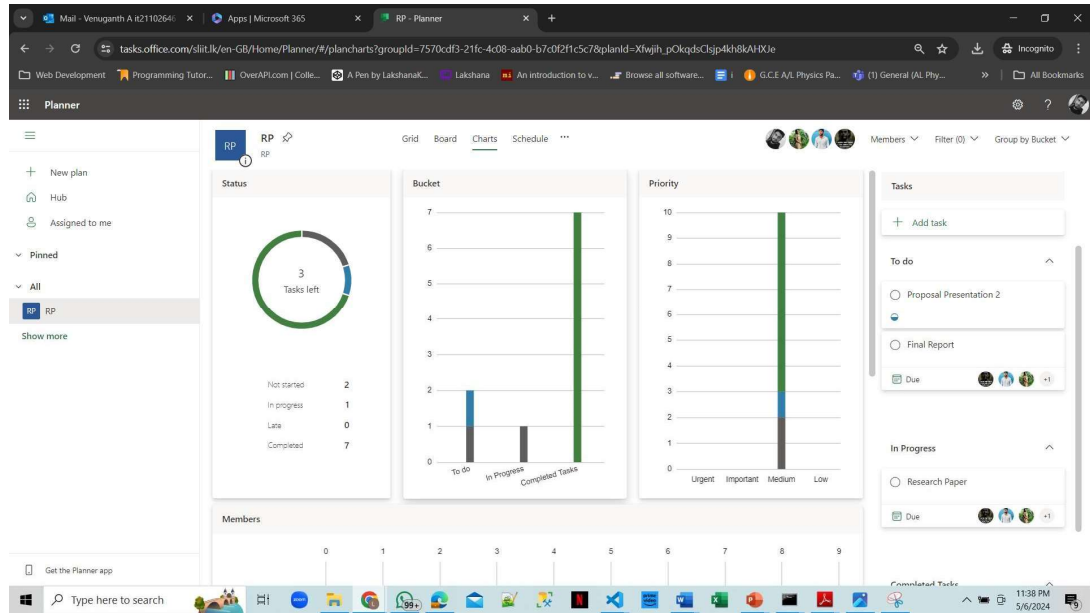 Mail - Venuganth A it21102646
Apps | Microsoft 365
RP - Planner
tasks.office.com/sliit.lk/en-GB/Home/Planner/#/plancharts?groupId=7570cdf3-21fc-4c08-aab0-b7c0f2f1c5c7&planId=Xfwjih_pOkqdsClsjp4kh8kAHXJe
Incognito
Web Development
Programming Tutor...
OverAPI.com | Colle...
A Pen by LakshanaK...
Lakshana
An introduction to v...
Browse all software...
i
G.C.E A/L Physics Pa...
(1) General (AL Phy...
»
All Bookmarks
Planner
?
New plan
Hub
Assigned to me
Pinned
All
RP RP
Show more
Get the Planner app
RP
RP
RP
Grid Board Charts Schedule ...
Members Filter (0) Group by Bucket
Status
3
Tasks left
Not started 2
In progress 1
Late 0
Completed 7
Bucket
7
6
5
4
3
2
1
0
To do In Progress Completed Tasks
Priority
10
9
8
7
6
5
4
3
2
1
0
Urgent Important Medium Low
Members
0 1 2 3 4 5 6 7 8 9
Tasks
Add task
To do
Proposal Presentation 2
Final Report
Due +1
In Progress
Research Paper
Due +1
Completed Tasks
Type here to search
99+
11:38 PM
5/6/2024